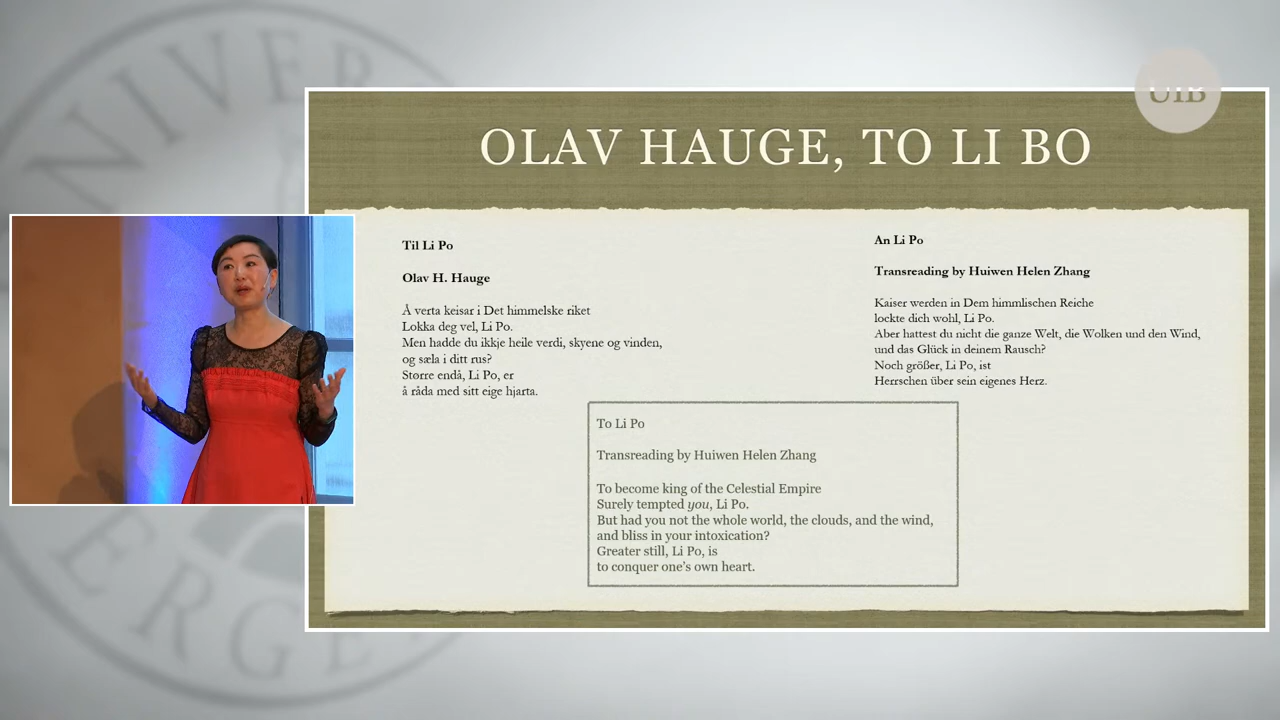 UIB
OLAV HAUGE, TO LI BO
Til Li Po
Olav H. Hauge
Å verta keisar i Det himmelske riket
Lokka deg vel, Li Po.
Men hadde du ikkje heile verdi, skyene og vinden,
og sæla i ditt rus?
Større endå, Li Po, er
å råda med sitt eige hjarta.
An Li Po
Transreading by Huiwen Helen Zhang
Kaiser werden in Dem himmlischen Reiche
lockte dich wohl, Li Po.
Aber hattest du nicht die ganze Welt, die Wolken und den Wind,
und das Glück in deinem Rausch?
Noch größer, Li Po, ist
Herrschen über sein eigenes Herz.
To Li Po
Transreading by Huiwen Helen Zhang
To become king of the Celestial Empire
Surely tempted you, Li Po.
But had you not the whole world, the clouds, and the wind,
and bliss in your intoxication?
Greater still, Li Po, is
to conquer one's own heart.